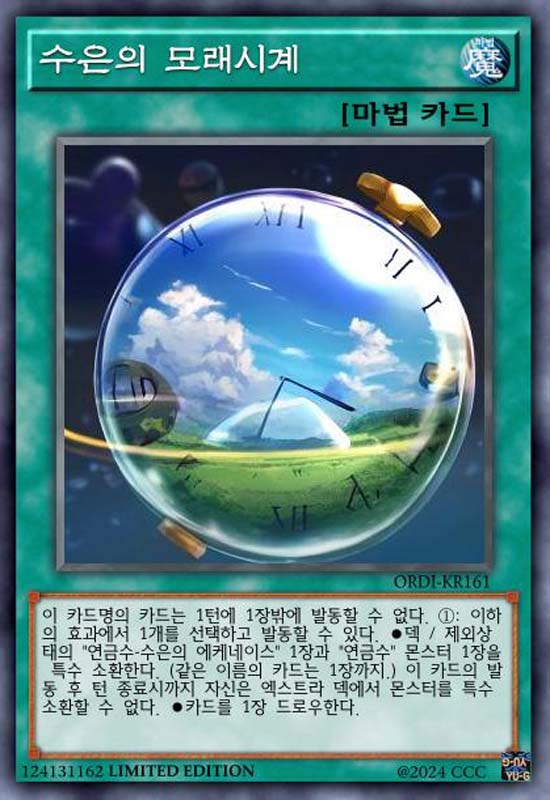 수은의 모래시계
마법
魔
[마법 카드]
XII
XI
II
I
ORDI-KR161
이 카드명의 카드는 1턴에 1장밖에 발동할 수 없다. ①: 이하
의 효과에서 1개를 선택하고 발동할 수 있다. ●덱 / 제외상
태의 "연금수-수은의 에케네이스" 1장과 "연금수" 몬스터 1장을
특수 소환한다. (같은 이름의 카드는 1장까지.) 이 카드의 발
동 후 턴 종료시까지 자신은 엑스트라 덱에서 몬스터를 특수
소환할 수 없다. ●카드를 1장 드로우한다.
124131162 LIMITED EDITION
@2024 CCC
YU-G
YU-G